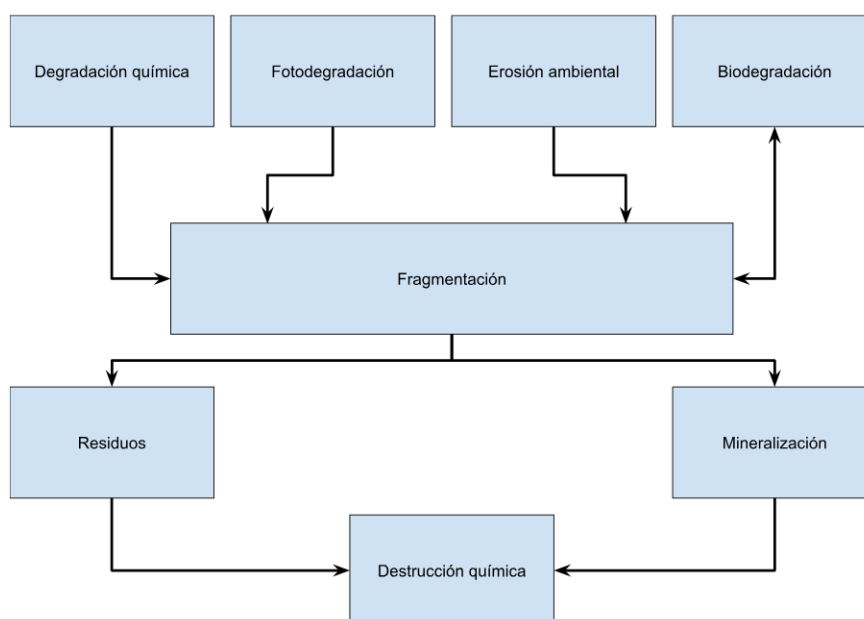 Degradación química
Fotodegradación
Erosión ambiental
Biodegradación
Fragmentación
Residuos
Mineralización
Destrucción química